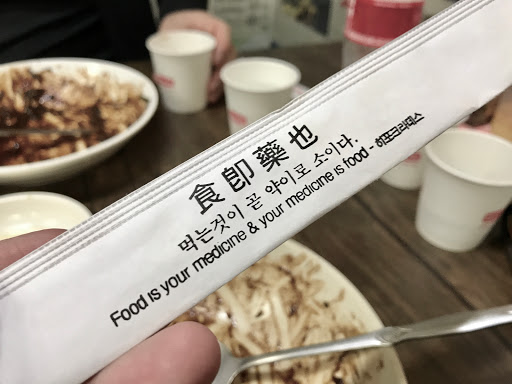 食卽藥也
먹는것이 곧 약이로 소이다.
Food is your medicine & your medicine is food - 히포크라테스